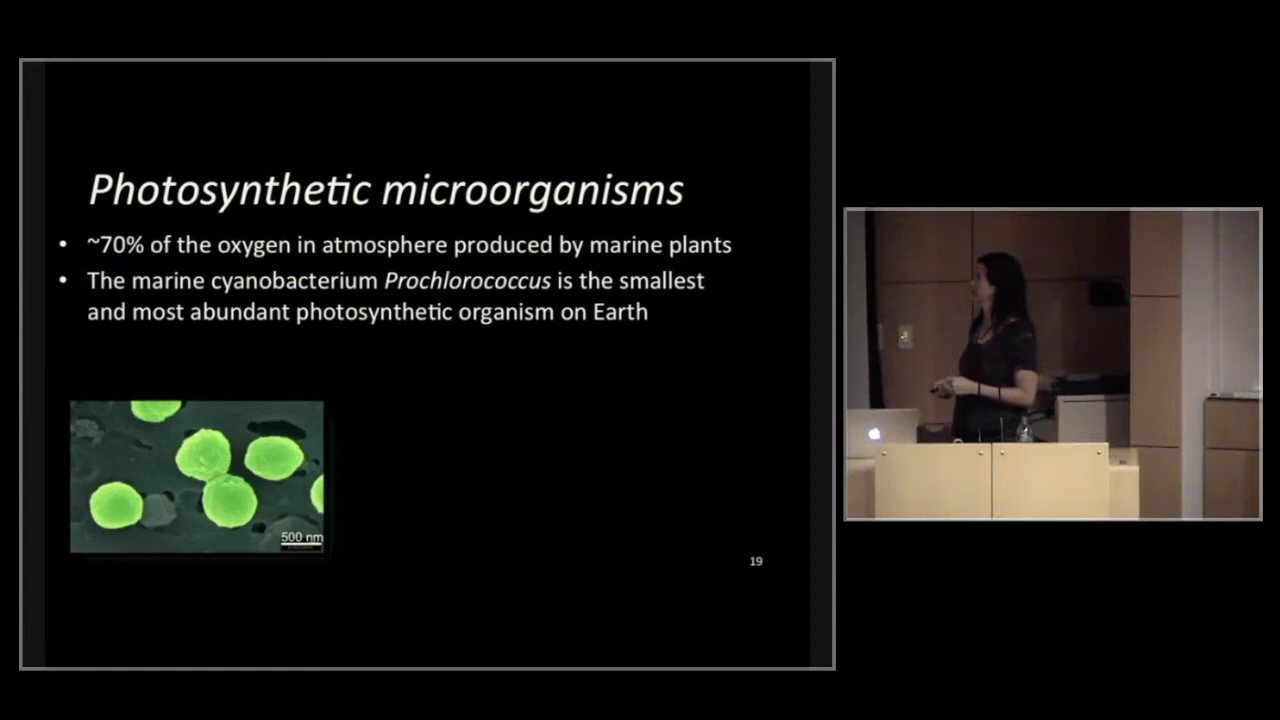 Photosynthetic microorganisms
• ~70% of the oxygen in atmosphere produced by marine plants
• The marine cyanobacterium Prochlorococcus is the smallest
and most abundant photosynthetic organism on Earth
500 nm
19